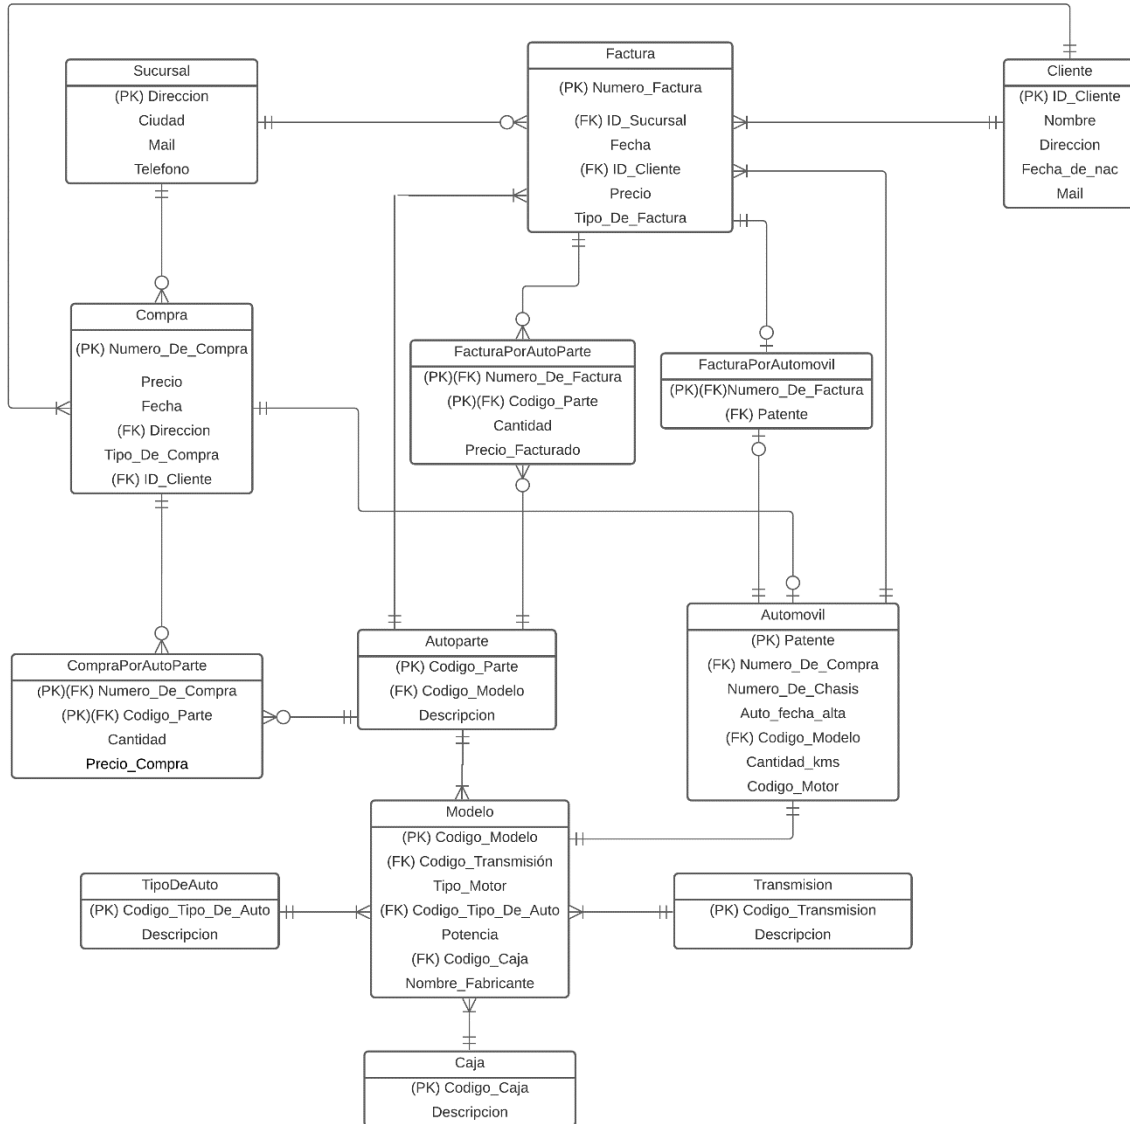 Sucursal
(PK) Direccion
Ciudad
Mail
Telefono
Factura
(PK) Numero_Factura
(FK) ID_Sucursal
Fecha
(FK) ID_Cliente
Precio
Tipo_De_Factura
Cliente
(PK) ID_Cliente
Nombre
Direccion
Fecha_de_nac
Mail
Compra
(PK) Numero_De_Compra
Precio
Fecha
(FK) Direccion
Tipo_De_Compra
(FK) ID_Cliente
FacturaPorAutoParte
(PK)(FK) Numero_De_Factura
(PK)(FK) Codigo_Parte
Cantidad
Precio_Facturado
FacturaPorAutomovil
(PK)(FK)Numero_De_Factura
(FK) Patente
CompraPorAutoParte
(PK)(FK) Numero_De_Compra
(PK)(FK) Codigo_Parte
Cantidad
Precio_Compra
Autoparte
(PK) Codigo_Parte
(FK) Codigo_Modelo
Descripcion
Automovil
(PK) Patente
(FK) Numero_De_Compra
Numero_De_Chasis
Auto_fecha_alta
(FK) Codigo_Modelo
Cantidad_kms
Codigo_Motor
Modelo
(PK) Codigo_Modelo
(FK) Codigo_Transmisión
Tipo_Motor
(FK) Codigo_Tipo_De_Auto
Potencia
(FK) Codigo_Caja
Nombre_Fabricante
TipoDeAuto
(PK) Codigo_Tipo_De_Auto
Descripcion
Transmision
(PK) Codigo_Transmision
Descripcion
Caja
(PK) Codigo_Caja
Descripcion